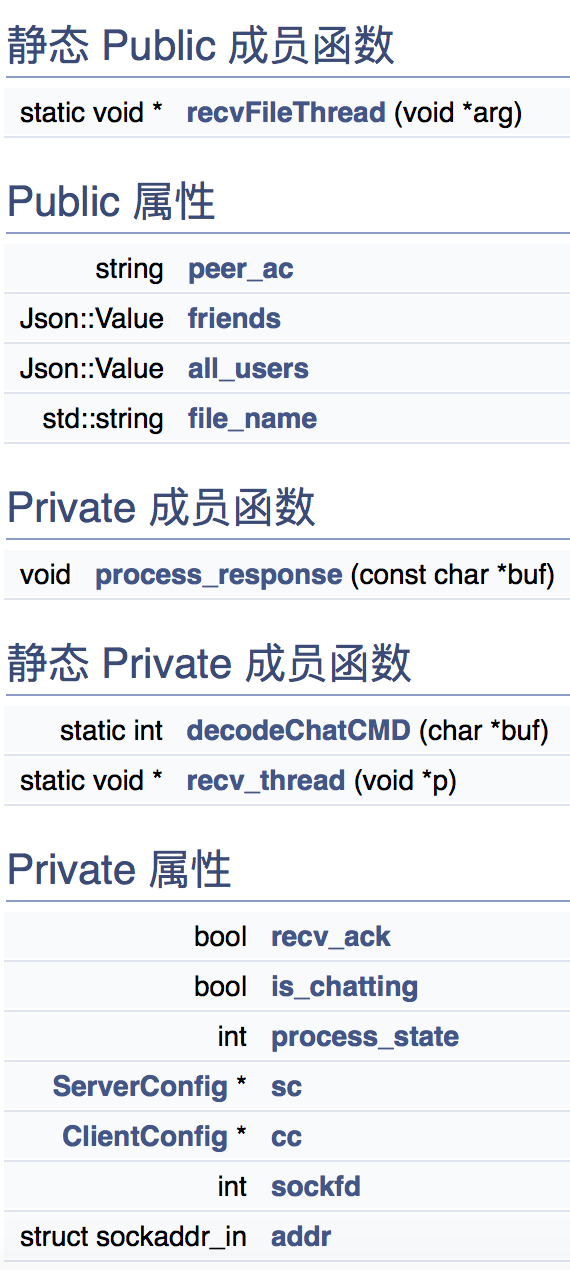 静态 Public 成员函数
static void * recvFileThread (void *arg)
Public 属性
string peer_ac
Json::Value friends
Json::Value all_users
std::string file_name
Private 成员函数
void process_response (const char *buf)
静态 Private 成员函数
static int decodeChatCMD (char *buf)
static void * recv_thread (void *p)
Private 属性
bool recv_ack
bool is_chatting
int process_state
ServerConfig * sc
ClientConfig * cc
int sockfd
struct sockaddr_in addr